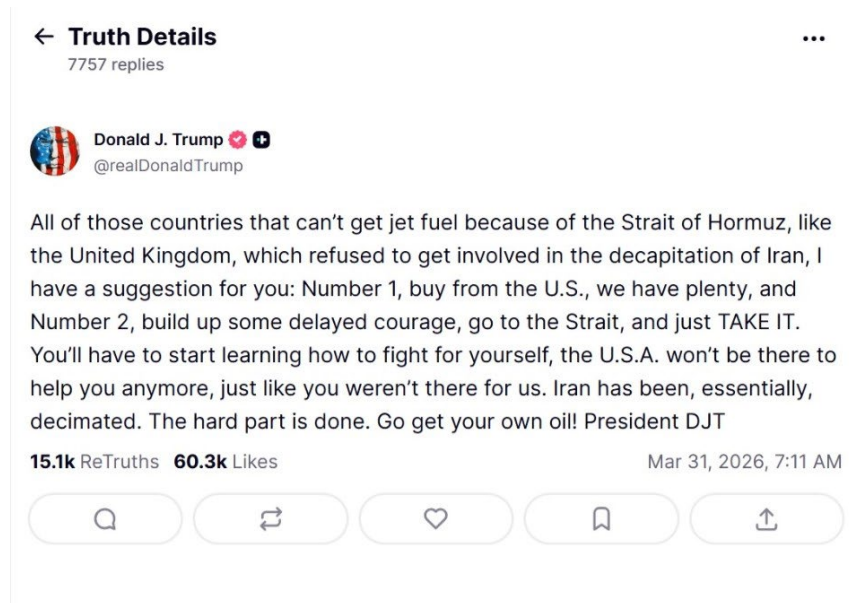 Truth Details
7757 replies
Donald J. Trump
@realDonaldTrump
All of those countries that can’t get jet fuel because of the Strait of Hormuz, like
the United Kingdom, which refused to get involved in the decapitation of Iran, I
have a suggestion for you: Number 1, buy from the U.S., we have plenty, and
Number 2, build up some delayed courage, go to the Strait, and just TAKE IT.
You’ll have to start learning how to fight for yourself, the U.S.A. won’t be there to
help you anymore, just like you weren’t there for us. Iran has been, essentially,
decimated. The hard part is done. Go get your own oil! President DJT
15.1k ReTruths 60.3k Likes Mar 31, 2026, 7:11 AM